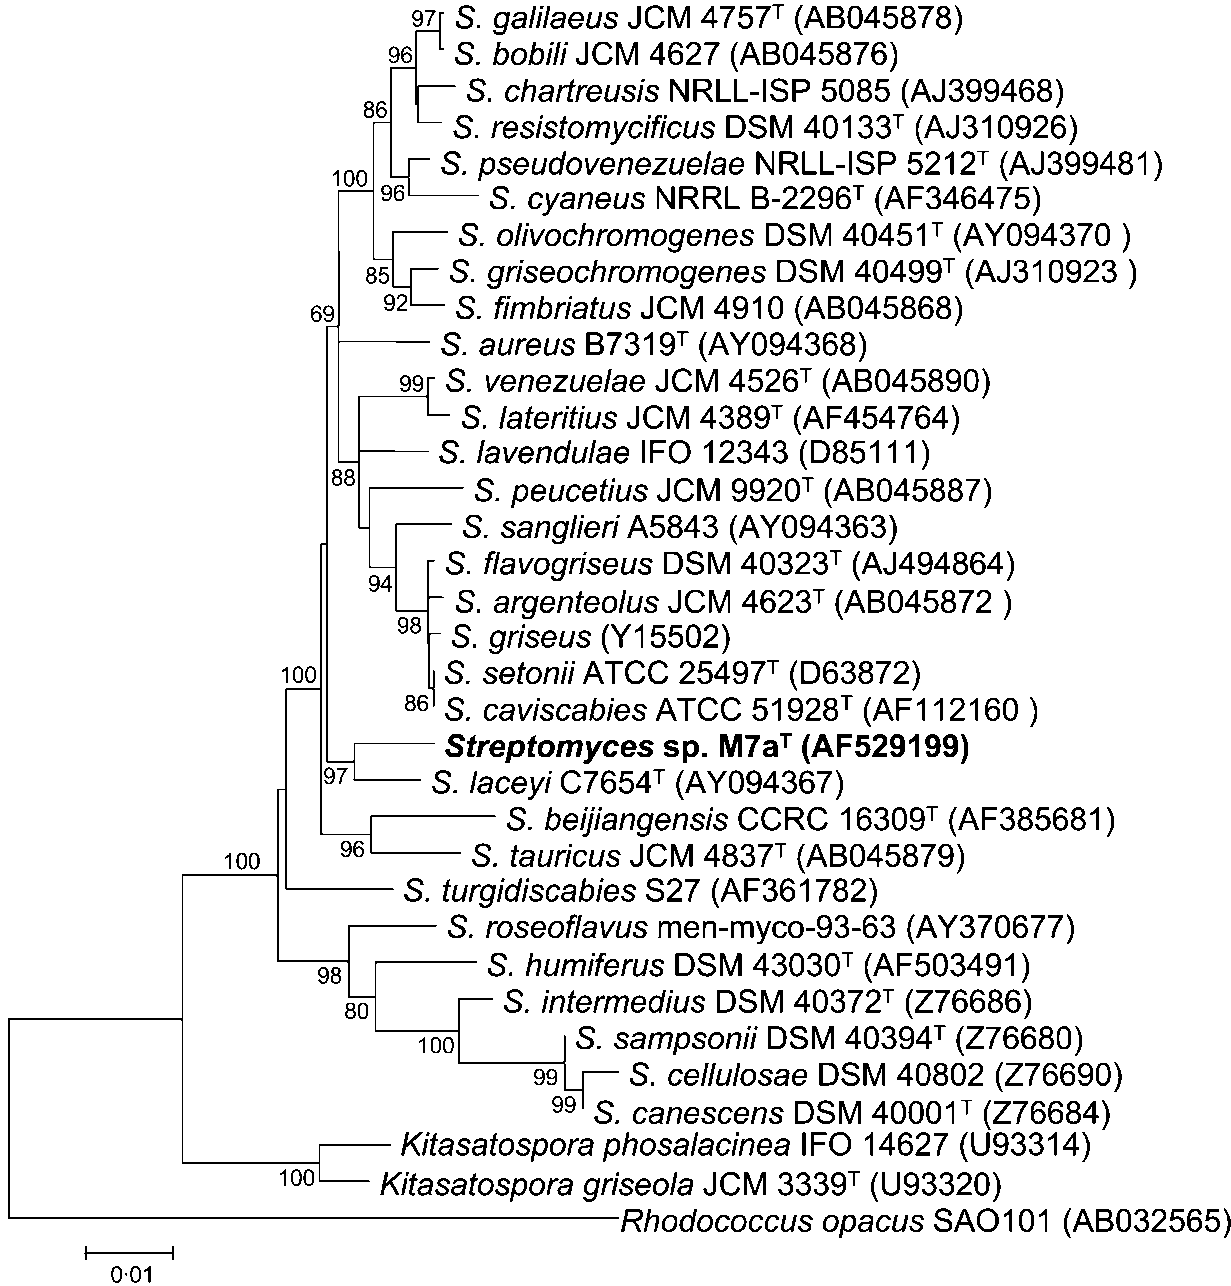 97 S. galilaeus JCM 4757ᵀ (AB045878)
S. bobili JCM 4627 (AB045876)
96
S. chartreusis NRLL-ISP 5085 (AJ399468)
86
S. resistomycificus DSM 40133ᵀ (AJ310926)
S. pseudovenezuelae NRLL-ISP 5212ᵀ (AJ399481)
100
96 S. cyaneus NRRL B-2296ᵀ (AF346475)
S. olivochromogenes DSM 40451ᵀ (AY094370 )
85 S. griseochromogenes DSM 40499ᵀ (AJ310923 )
92 S. fimbriatus JCM 4910 (AB045868)
69
S. aureus B7319ᵀ (AY094368)
99 S. venezuelae JCM 4526ᵀ (AB045890)
S. lateritius JCM 4389ᵀ (AF454764)
S. lavendulae IFO 12343 (D85111)
88
S. peucetius JCM 9920ᵀ (AB045887)
S. sanglieri A5843 (AY094363)
S. flavogriseus DSM 40323ᵀ (AJ494864)
94
S. argenteolus JCM 4623ᵀ (AB045872 )
98
S. griseus (Y15502)
100 S. setonii ATCC 25497ᵀ (D63872)
86 S. caviscabies ATCC 51928ᵀ (AF112160 )
Streptomyces sp. M7aᵀ (AF529199)
97 S. laceyi C7654ᵀ (AY094367)
S. beijiangensis CCRC 16309ᵀ (AF385681)
96 S. tauricus JCM 4837ᵀ (AB045879)
100
S. turgidiscabies S27 (AF361782)
S. roseoflavus men-myco-93-63 (AY370677)
98 S. humiferus DSM 43030ᵀ (AF503491)
80 S. intermedius DSM 40372ᵀ (Z76686)
100 S. sampsonii DSM 40394ᵀ (Z76680)
99 S. cellulosae DSM 40802 (Z76690)
99 S. canescens DSM 40001ᵀ (Z76684)
Kitasatospora phosalacinea IFO 14627 (U93314)
100 Kitasatospora griseola JCM 3339ᵀ (U93320)
Rhodococcus opacus SAO101 (AB032565)
0·01